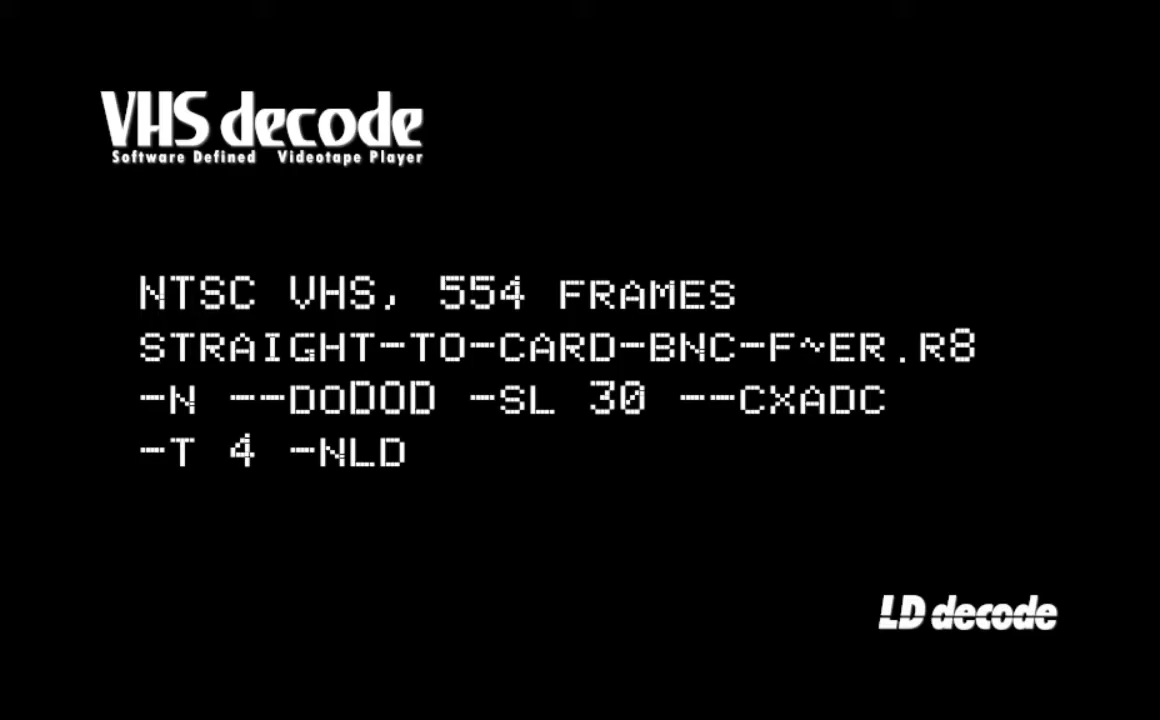 VHS decode
Software Defined Videotape Player
NTSC VHS, 554 FRAMES
STRAIGHT-TO-CARD-BNC-F~ER.R8
-N --DODOD -SL 30 --CXADC
-T 4 -NLD
LD decode